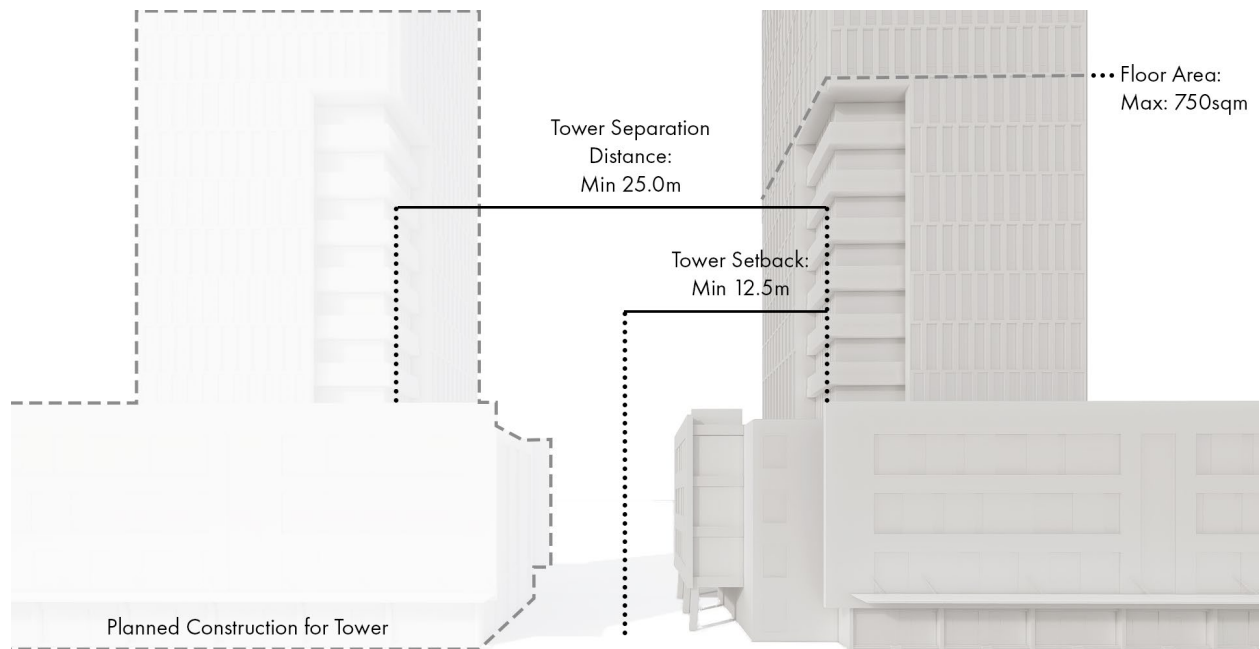 Floor Area:
Max: 750sqm
Tower Separation
Distance:
Min 25.0m
Tower Setback:
Min 12.5m
Planned Construction for Tower